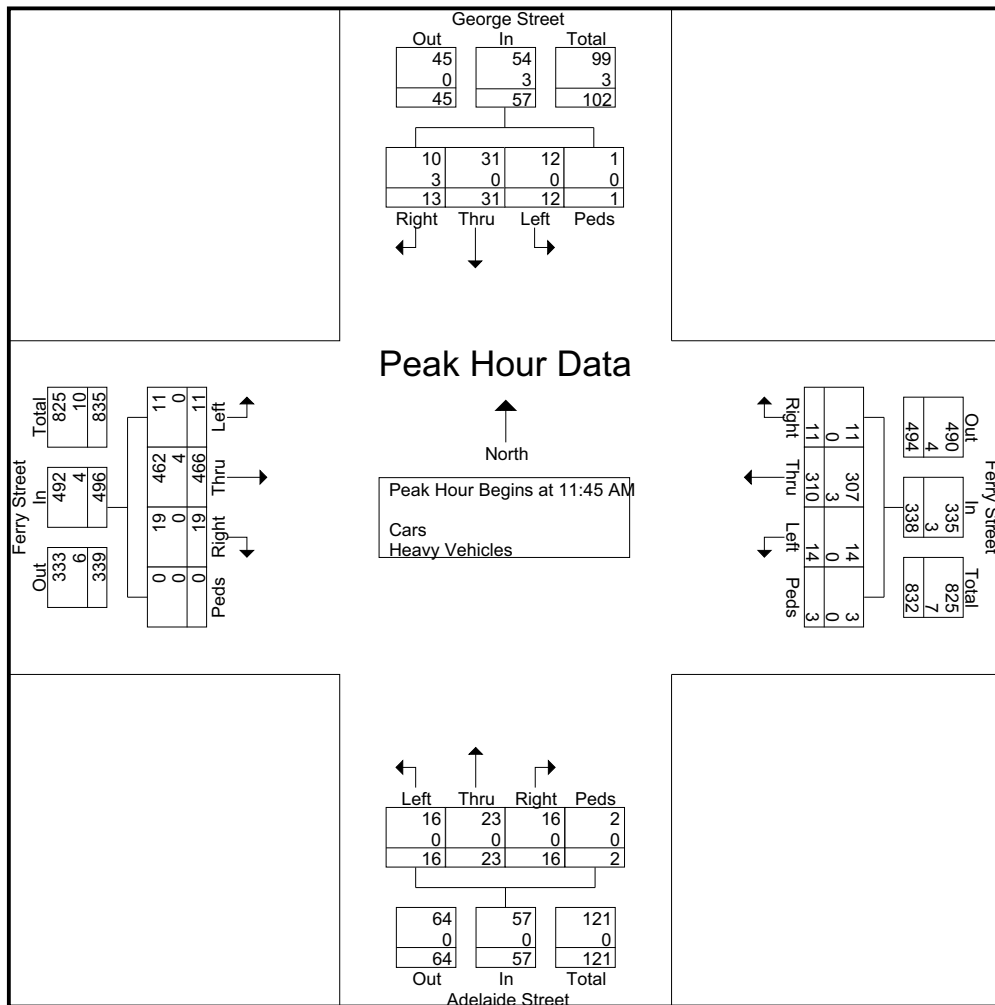 George Street
Out In Total
45 54 99
0 3 3
45 57 102
10 31 12 1
3 0 0 0
13 31 12 1
Right Thru Left Peds
Peak Hour Data
North
Peak Hour Begins at 11:45 AM
Cars
Heavy Vehicles
Ferry Street
Total In Out
825 492 333
10 4 6
835 496 339
11 462 19 0
0 4 0 0
11 466 19 0
Left Thru Right Peds
Ferry Street
Out In Total
490 335 825
4 3 7
494 338 832
11 307 14 3
0 3 0 0
11 310 14 3
Right Thru Left Peds
Left Thru Right Peds
16 23 16 2
0 0 0 0
16 23 16 2
64 57 121
0 0 0
64 57 121
Out In Total
Adelaide Street